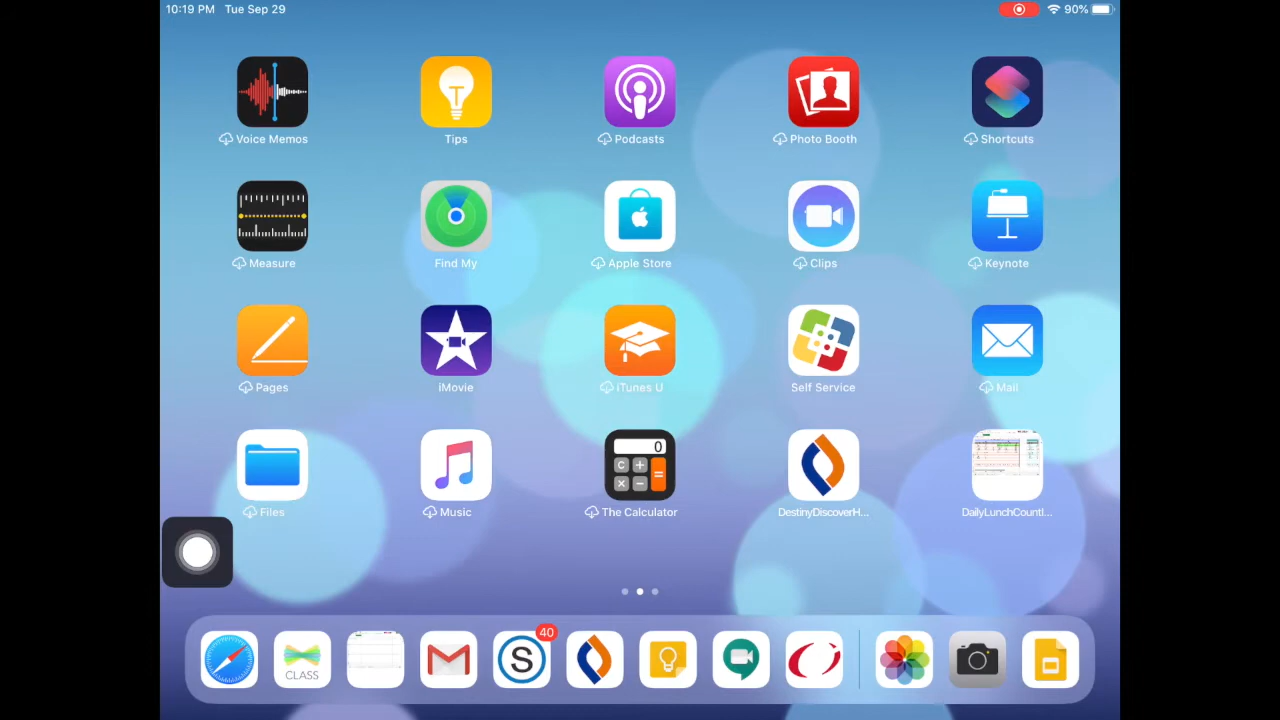 10:19 PM Tue Sep 29 90%
Voice Memos Tips Podcasts Photo Booth Shortcuts
Measure Find My Apple Store Clips Keynote
Pages iMovie iTunes U Self Service Mail
0
C + = × −
Files Music The Calculator DestinyDiscoverH... DailyLunchCountI...
40
S
CLASS